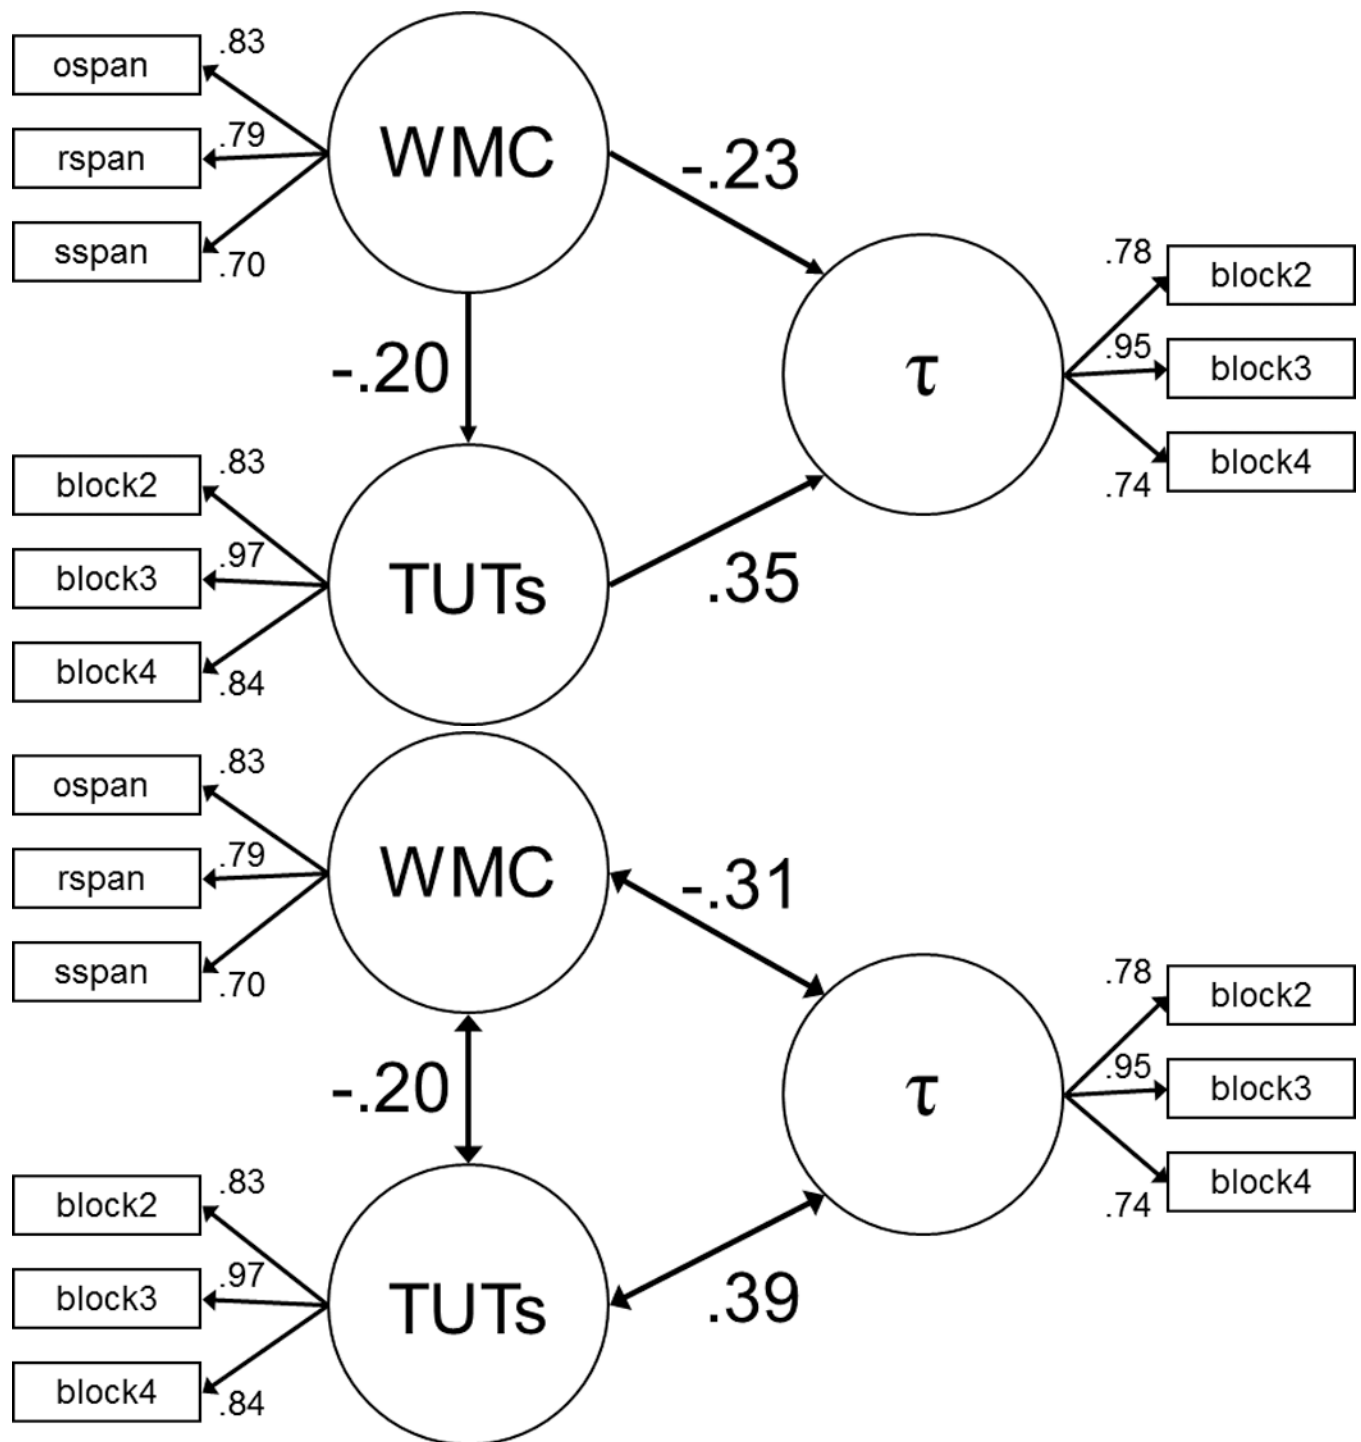 ospan
.83
rspan
.79
sspan
.70
WMC
-.23
-.20
τ
.78
block2
.95
block3
.74
block4
block2
.83
block3
.97
block4
.84
TUTs
.35
ospan
.83
rspan
.79
sspan
.70
WMC
-.31
-.20
τ
.78
block2
.95
block3
.74
block4
block2
.83
block3
.97
block4
.84
TUTs
.39